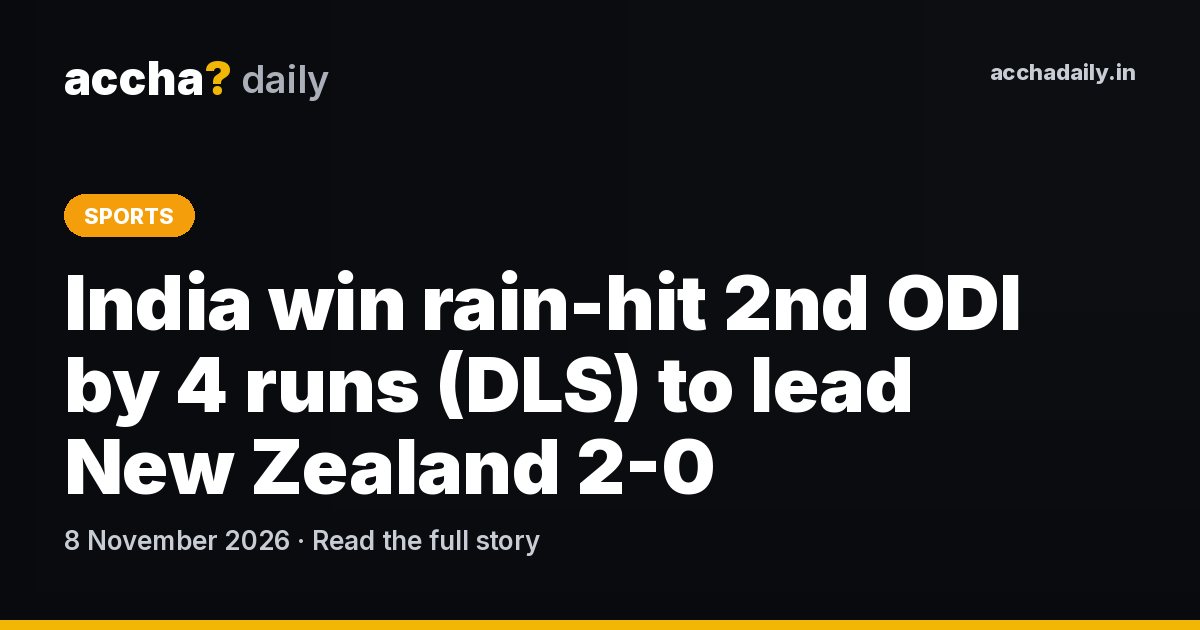 accha? daily
acchadaily.in
SPORTS
India win rain-hit 2nd ODI
by 4 runs (DLS) to lead
New Zealand 2-0
8 November 2026 · Read the full story